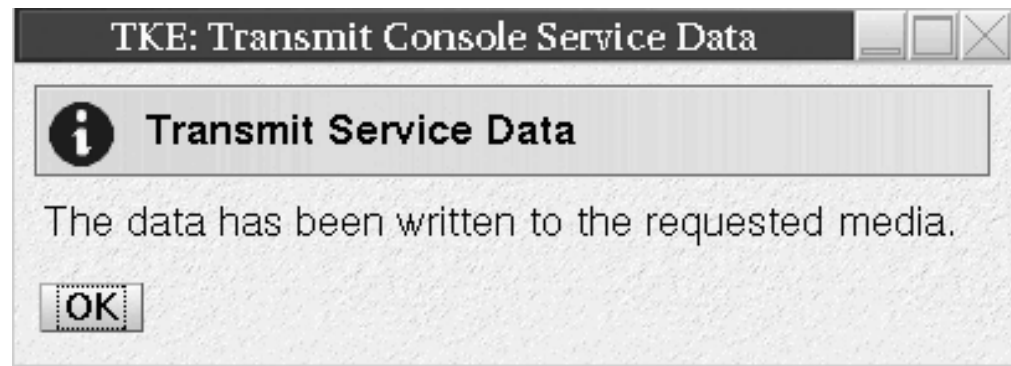 TKE: Transmit Console Service Data
Transmit Service Data
The data has been written to the requested media.
OK